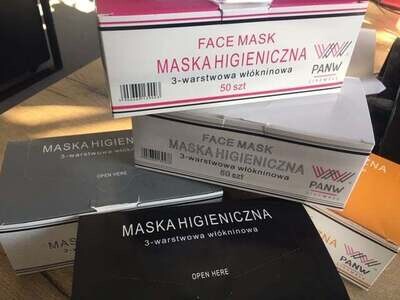 FACE MASK
MASKA HIGIENICZNA
3-warstwowa włókninowa
50 szt
PANW
FACE MASK
MASKA HIGIENICZNA
3-warstwowa włókninowa
50 szt
PANW
MASKA HIGIENICZNA
3-warstwowa włókninowa
OPEN HERE
MASKA HIGIENICZNA
3-warstwowa włókninowa
OPEN HERE
PANW